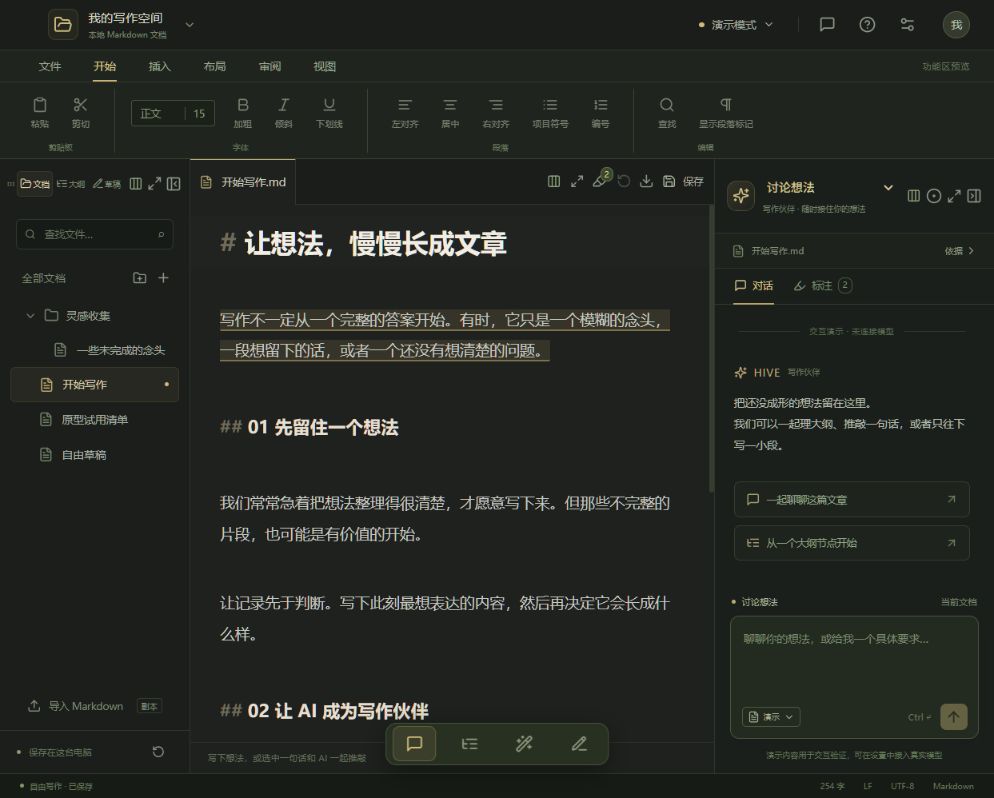 我的写作空间
本地 Markdown 文档
演示模式
我
文件 开始 插入 布局 审阅 视图
功能区预览
粘贴 剪切
剪贴板
正文 15
B 加粗
I 倾斜
U 下划线
字体
左对齐 居中 右对齐 项目符号 编号
段落
查找 显示段落标记
编辑
文档 大纲 草稿
查找文件...
全部文档
灵感收集
一些未完成的念头
开始写作
原型试用清单
自由草稿
导入 Markdown 副本
保存在这台电脑
开始写作.md
2
保存
# 让想法，慢慢长成文章
写作不一定从一个完整的答案开始。有时，它只是一个模糊的念头，
一段想留下的话，或者一个还没有想清楚的问题。
## 01 先留住一个想法
我们常常急着把想法整理得很清楚，才愿意写下来。但那些不完整的
片段，也可能是有价值的开始。
让记录先于判断。写下此刻最想表达的内容，然后再决定它会长成什
么样。
## 02 让 AI 成为写作伙伴
写下想法，或选中一句话和 AI 一起推敲
讨论想法
写作伙伴 · 随时接住你的想法
开始写作.md
依据
对话 标注 2
交互演示 · 未连接模型
HIVE 写作伙伴
把还没成形的想法留在这里。
我们可以一起理大纲、推敲一句话，或者只往下
写一小段。
一起聊聊这篇文章
从一个大纲节点开始
讨论想法
当前文档
聊聊你的想法，或给我一个具体要求...
演示
Ctrl
演示内容用于交互验证，可在设置中接入真实模型
自由写作 · 已保存
254 字 LF UTF-8 Markdown